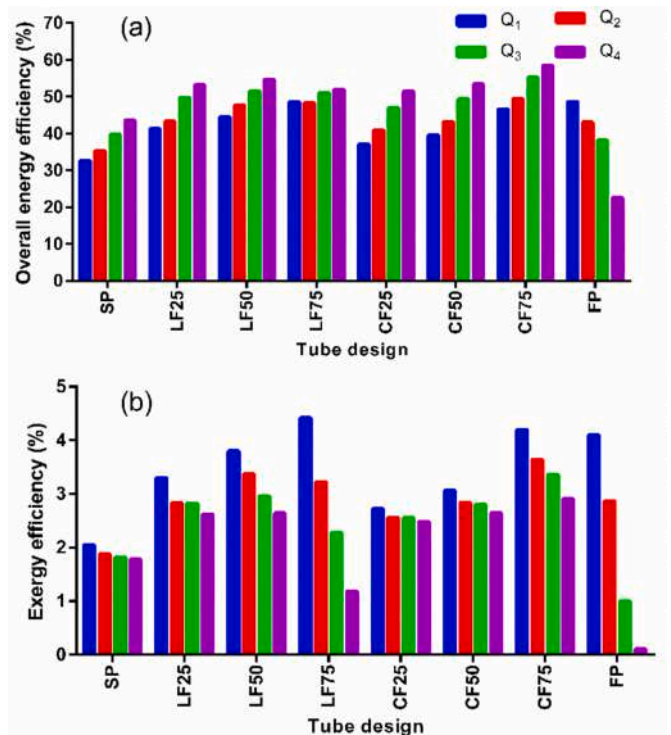 (a)
Q₁
Q₂
Q₃
Q₄
Overall energy efficiency (%)
70
60
50
40
30
20
10
0
SP
LF25
LF50
LF75
CF25
CF50
CF75
FP
Tube design
(b)
Exergy efficiency (%)
5
4
3
2
1
0
SP
LF25
LF50
LF75
CF25
CF50
CF75
FP
Tube design